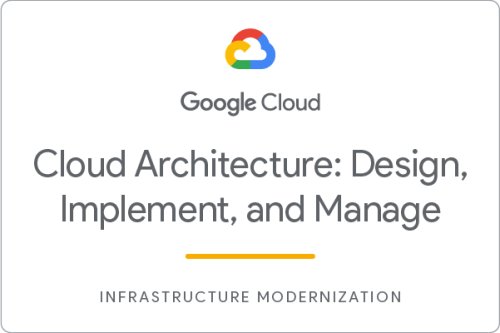 Google Cloud
Cloud Architecture: Design,
Implement, and Manage
INFRASTRUCTURE MODERNIZATION